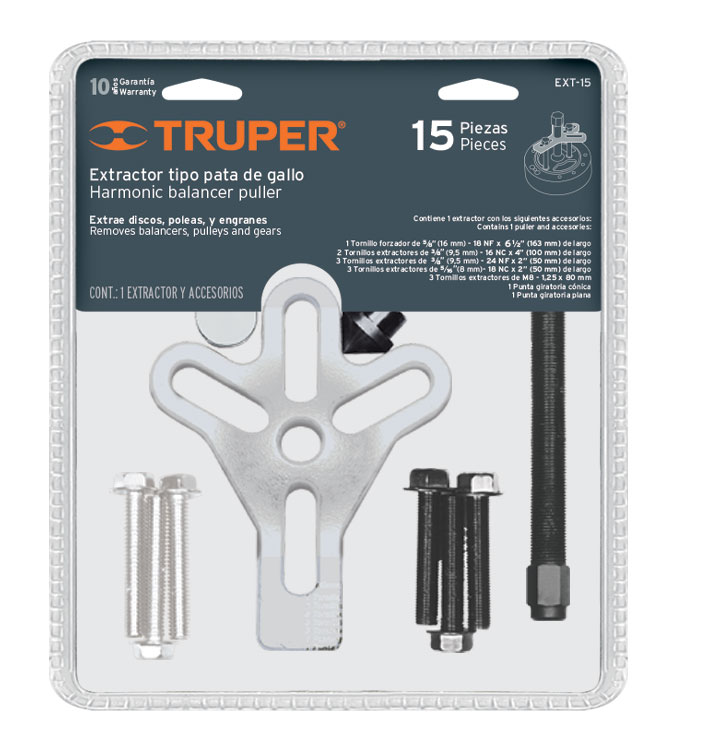 10 años Garantía
Warranty
EXT-15
TRUPER®
15 Piezas
Pieces
Extractor tipo pata de gallo
Harmonic balancer puller
Extrae discos, poleas, y engranes
Removes balancers, pulleys and gears
Contiene 1 extractor con los siguientes accesorios:
Contains 1 puller and accesories:
1 Tornillo forzador de 5/8" (16 mm) - 18 NF x 6 1/2" (163 mm) de largo
2 Tornillos extractores de 3/8" (9,5 mm) - 16 NC x 4" (100 mm) de largo
3 Tornillos extractores de 3/8" (9,5 mm) - 24 NF x 2" (50 mm) de largo
3 Tornillos extractores de 5/16"(8 mm)- 18 NC x 2" (50 mm) de largo
3 Tornillos extractores de M8 - 1,25 x 80 mm
1 Punta giratoria cónica
1 Punta giratoria plana
CONT.: 1 EXTRACTOR Y ACCESORIOS